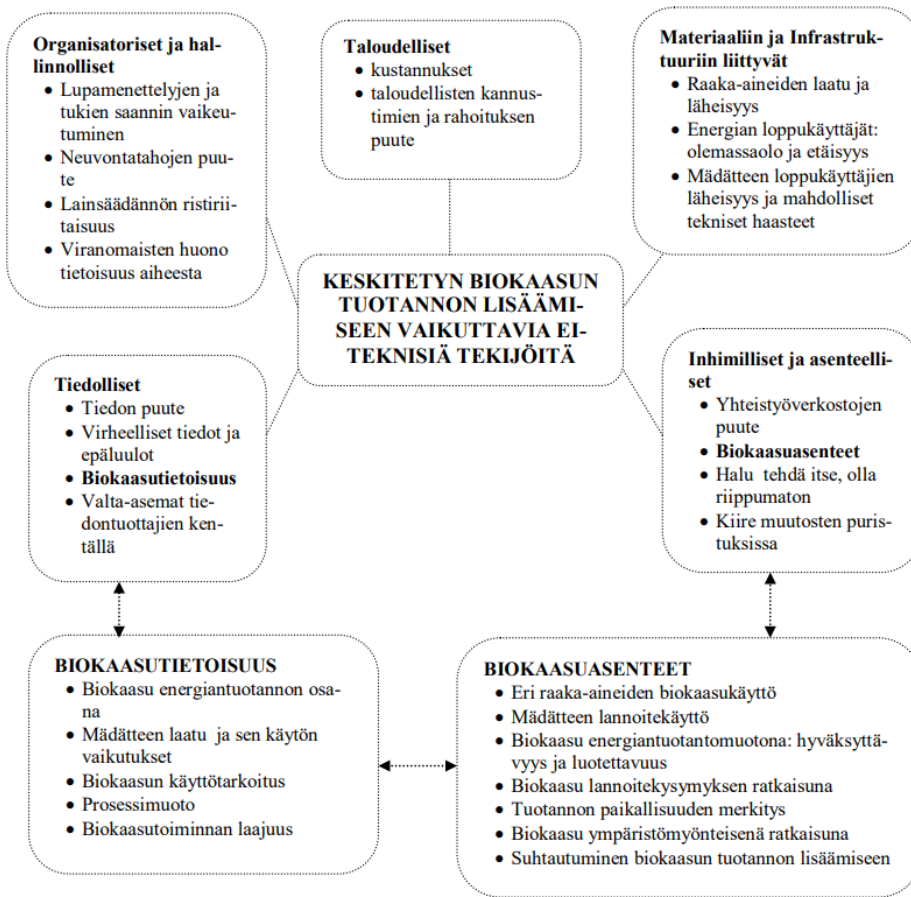 Organisatoriset ja hal-
linnolliset
• Lupamenettelyjen ja
tukien saannin vaikeu-
tuminen
• Neuvontatahojen puu-
te
• Lainsäädännön ristirii-
taisuus
• Viranomaisten huono
tietoisuus aiheesta
Taloudelliset
• kustannukset
• taloudellisten kannus-
timien ja rahoituksen
puute
Materiaaliin ja Infrastruk-
tuuriin liittyvät
• Raaka-aineiden laatu ja
läheisyys
• Energian loppukäyttäjät:
olemassaolo ja etäisyys
• Mädätteen loppukäyttäjien
läheisyys ja mahdolliset
tekniset haasteet
KESKITETYN BIOKAASUN
TUOTANNON LISÄÄMI-
SEEN VAIKUTTAVIA EI-
TEKNISIÄ TEKIJÖITÄ
Tiedolliset
• Tiedon puute
• Virheelliset tiedot ja
epäluulot
• Biokaasutietoisuus
• Valta-asemat tie-
dontuottajien ken-
tällä
Inhimilliset ja asenteelli-
set
• Yhteistyöverkostojen
puute
• Biokaasuasenteet
• Halu tehdä itse, olla
riippumaton
• Kiire muutosten puris-
tuksissa
BIOKAASUTIETOISUUS
• Biokaasu energiantuotannon osa-
na
• Mädätteen laatu ja sen käytön
vaikutukset
• Biokaasun käyttötarkoitus
• Prosessimuoto
• Biokaasutoiminnan laajuus
BIOKAASUASENTEET
• Eri raaka-aineiden biokaasukäyttö
• Mädätteen lannoitekäyttö
• Biokaasu energiantuotantomuotona: hyväksyttä-
vyys ja luotettavuus
• Biokaasu lannoitekysymyksen ratkaisuna
• Tuotannon paikallisuuden merkitys
• Biokaasu ympäristömyönteisenä ratkaisuna
• Suhtautuminen biokaasun tuotannon lisäämiseen